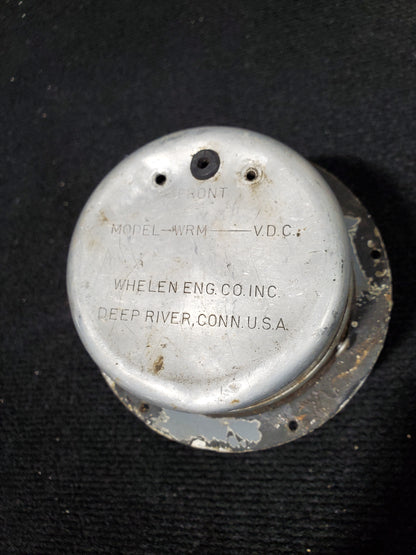 FRONT
MODEL-WRM——V.D.C.
WHELEN ENG.CO.INC.
DEEP RIVER, CONN. U.S.A.